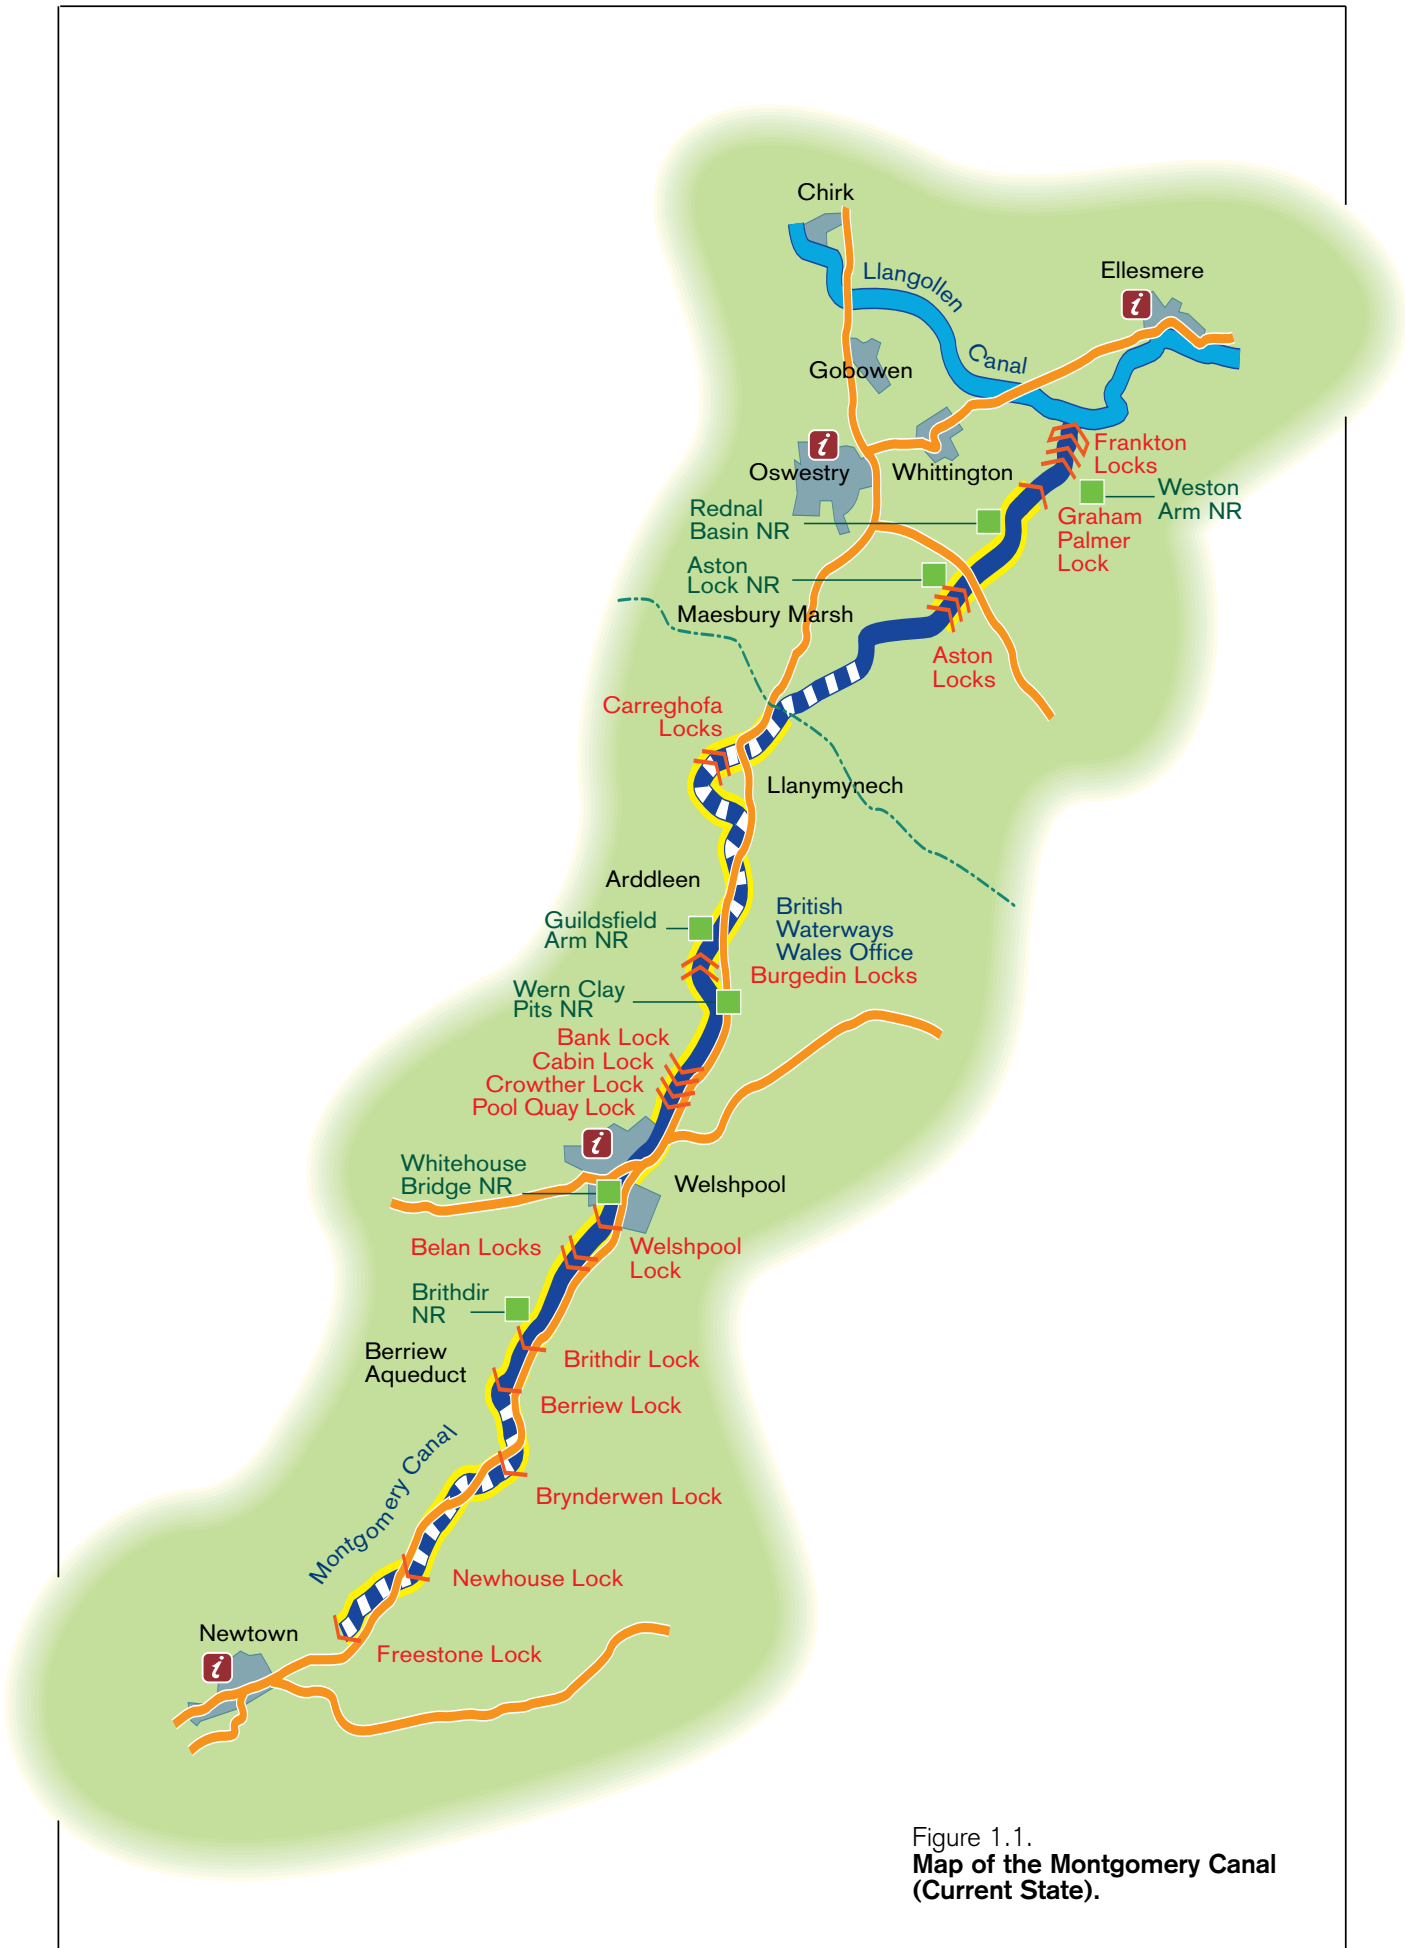 Chirk
Llangollen
Canal
Ellesmere
i
Gobowen
i
Oswestry
Whittington
Frankton
Locks
Weston
Arm NR
Rednal
Basin NR
Graham
Palmer
Lock
Aston
Lock NR
Maesbury Marsh
Aston
Locks
Carreghofa
Locks
Llanymynech
Arddleen
Guildsfield
Arm NR
British
Waterways
Wales Office
Burgedin Locks
Wern Clay
Pits NR
Bank Lock
Cabin Lock
Crowther Lock
Pool Quay Lock
i
Whitehouse
Bridge NR
Welshpool
Belan Locks
Welshpool
Lock
Brithdir
NR
Berriew
Aqueduct
Brithdir Lock
Berriew Lock
Montgomery Canal
Brynderwen Lock
Newhouse Lock
Newtown
i
Freestone Lock
Figure 1.1.
Map of the Montgomery Canal
(Current State).